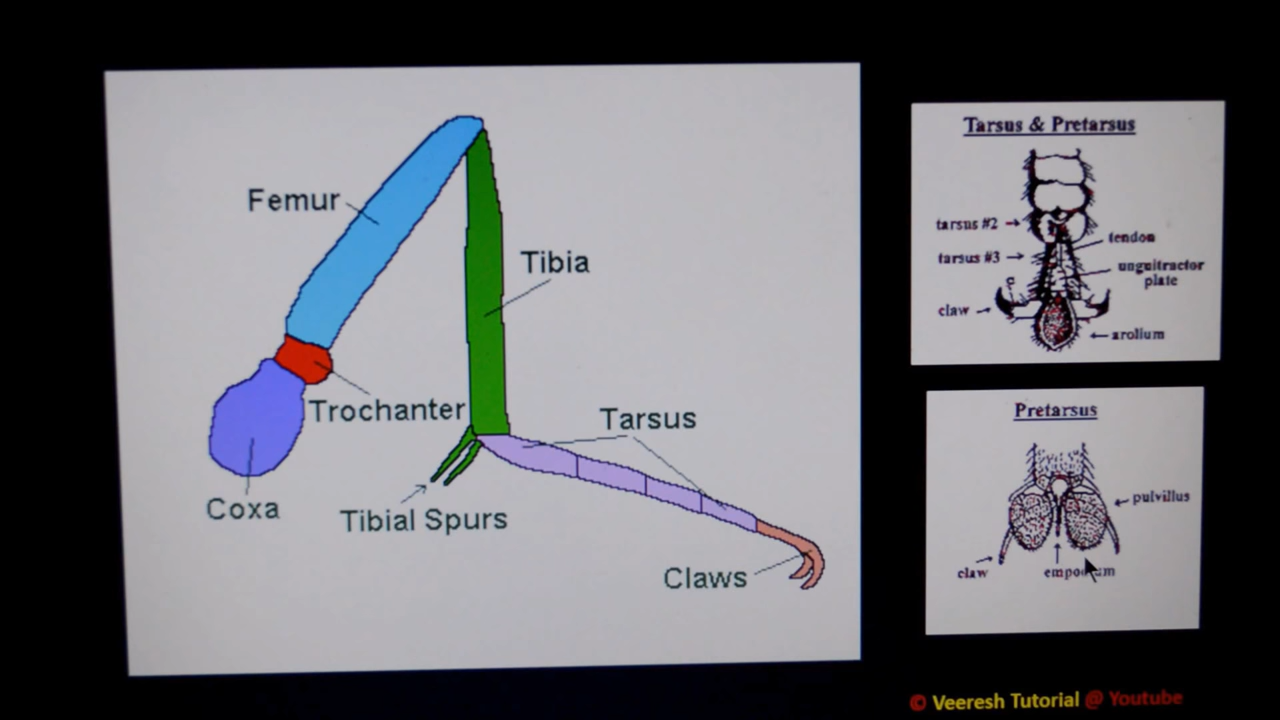 Femur
Tibia
Trochanter
Tarsus
Coxa
Tibial Spurs
Claws
Tarsus & Pretarsus
tarsus #2
tendon
tarsus #3
unguitractor
plate
claw
arolium
Pretarsus
pulvillus
claw
© Veeresh Tutorial @ Youtube